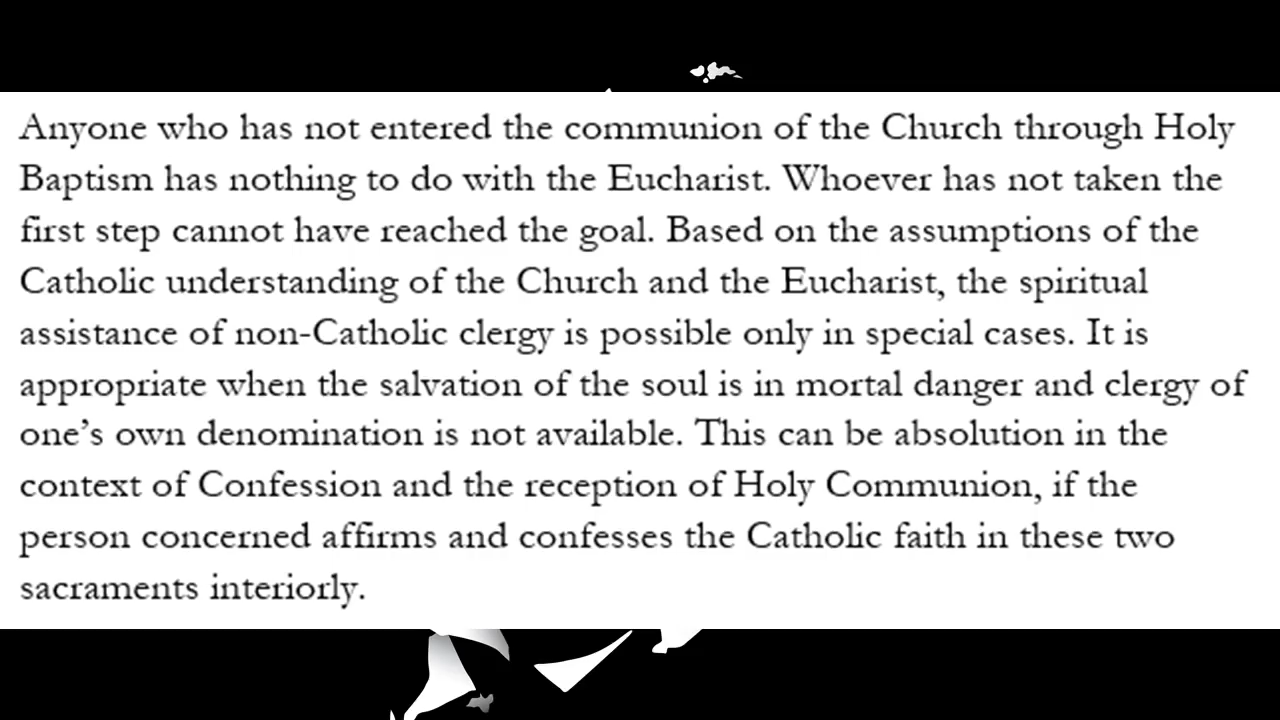 Anyone who has not entered the communion of the Church through Holy
Baptism has nothing to do with the Eucharist. Whoever has not taken the
first step cannot have reached the goal. Based on the assumptions of the
Catholic understanding of the Church and the Eucharist, the spiritual
assistance of non-Catholic clergy is possible only in special cases. It is
appropriate when the salvation of the soul is in mortal danger and clergy of
one’s own denomination is not available. This can be absolution in the
context of Confession and the reception of Holy Communion, if the
person concerned affirms and confesses the Catholic faith in these two
sacraments interiorly.